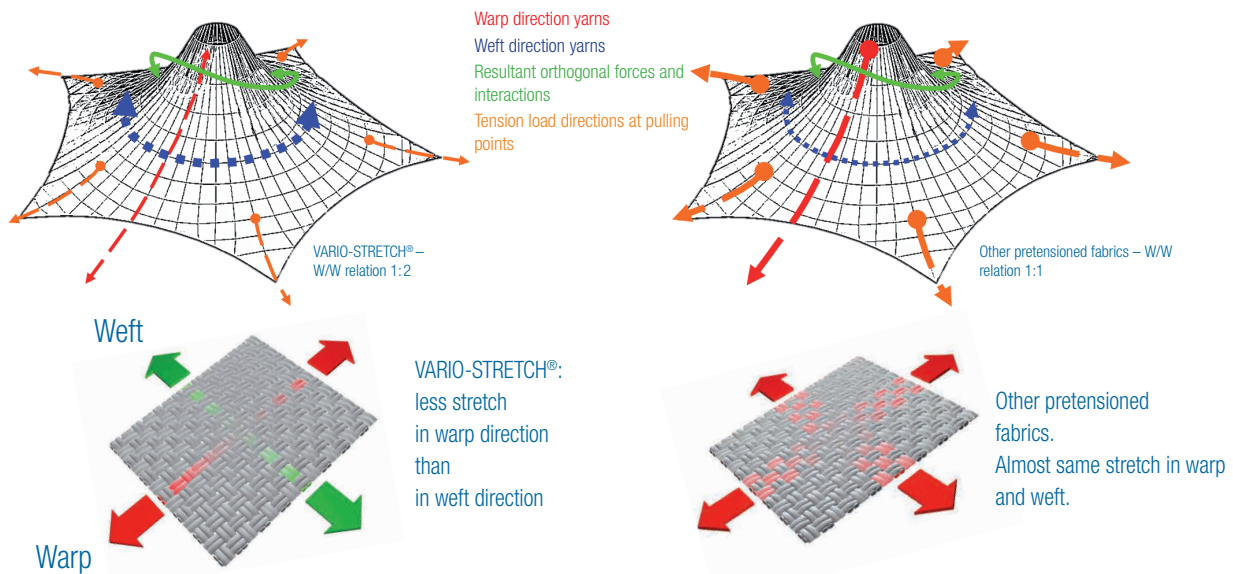 Warp direction yarns
Weft direction yarns
Resultant orthogonal forces and
interactions
Tension load directions at pulling
points
VARIO-STRETCH® –
W/W relation 1:2
Other pretensioned fabrics – W/W
relation 1:1
Weft
VARIO-STRETCH®:
less stretch
in warp direction
than
in weft direction
Warp
Other pretensioned
fabrics.
Almost same stretch in warp
and weft.